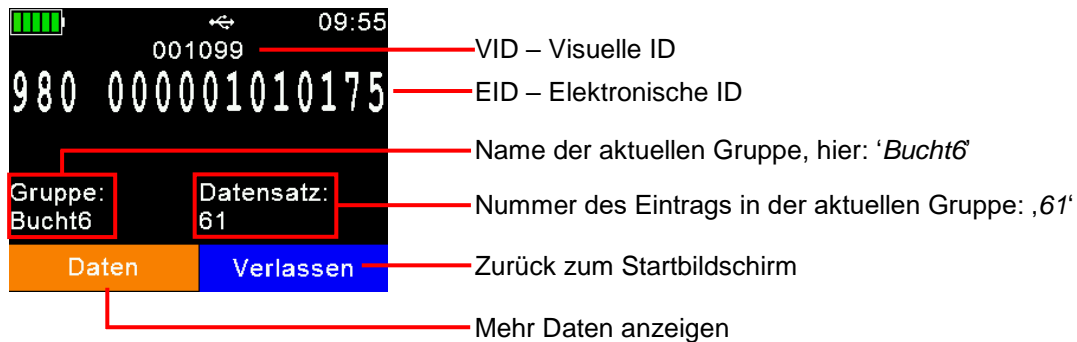 09:55
001099
VID – Visuelle ID
980 000001010175
EID – Elektronische ID
Name der aktuellen Gruppe, hier: ‘Bucht6’
Gruppe:
Bucht6
Datensatz:
61
Nummer des Eintrags in der aktuellen Gruppe: ‚61‘
Daten
Verlassen
Zurück zum Startbildschirm
Mehr Daten anzeigen